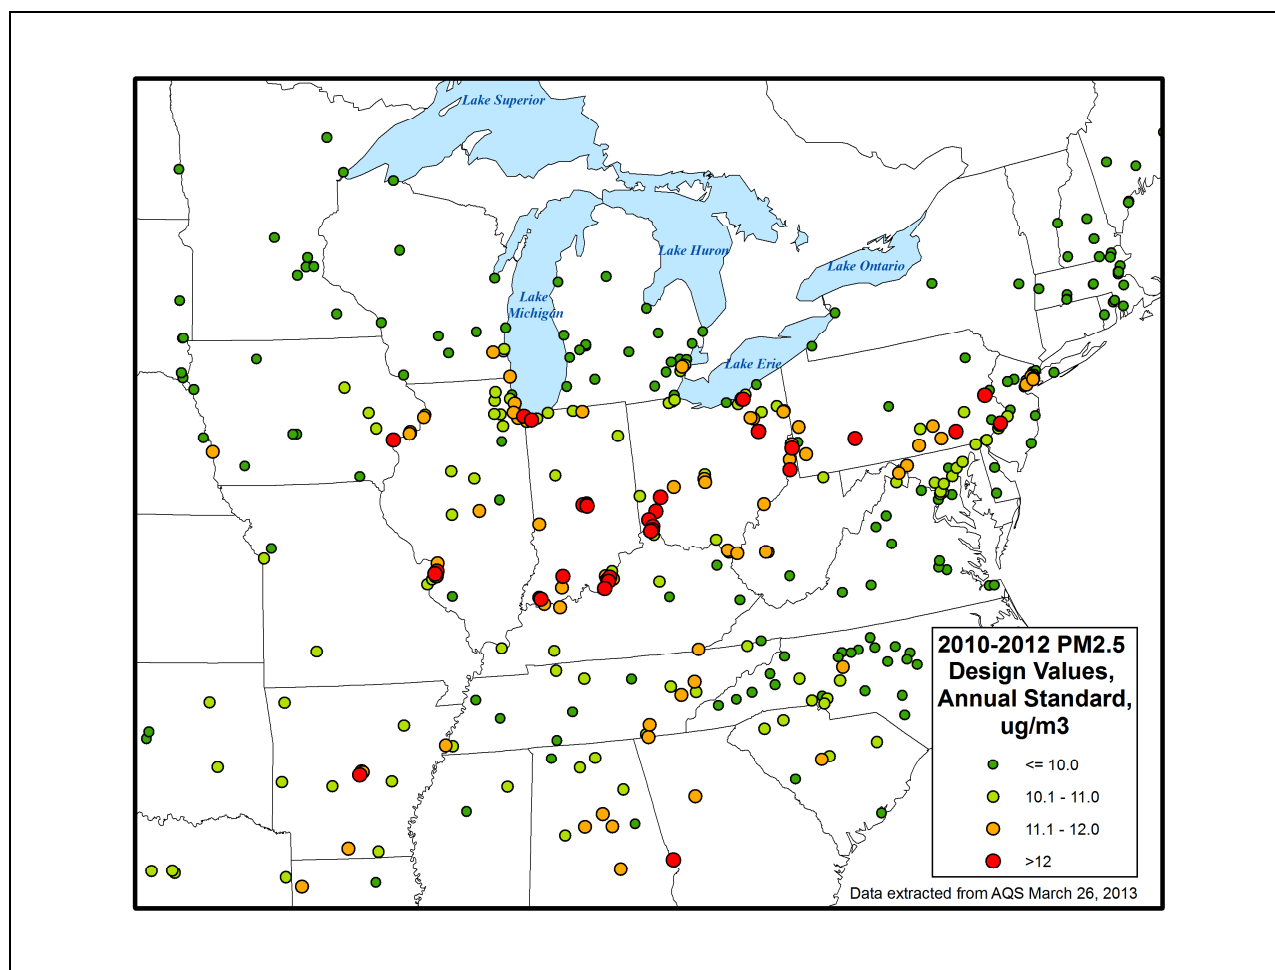 Lake Superior
Lake Huron
Lake Ontario
Lake
Michigan
Lake Erie
2010-2012 PM2.5
Design Values,
Annual Standard,
ug/m3
<= 10.0
10.1 - 11.0
11.1 - 12.0
>12
Data extracted from AQS March 26, 2013